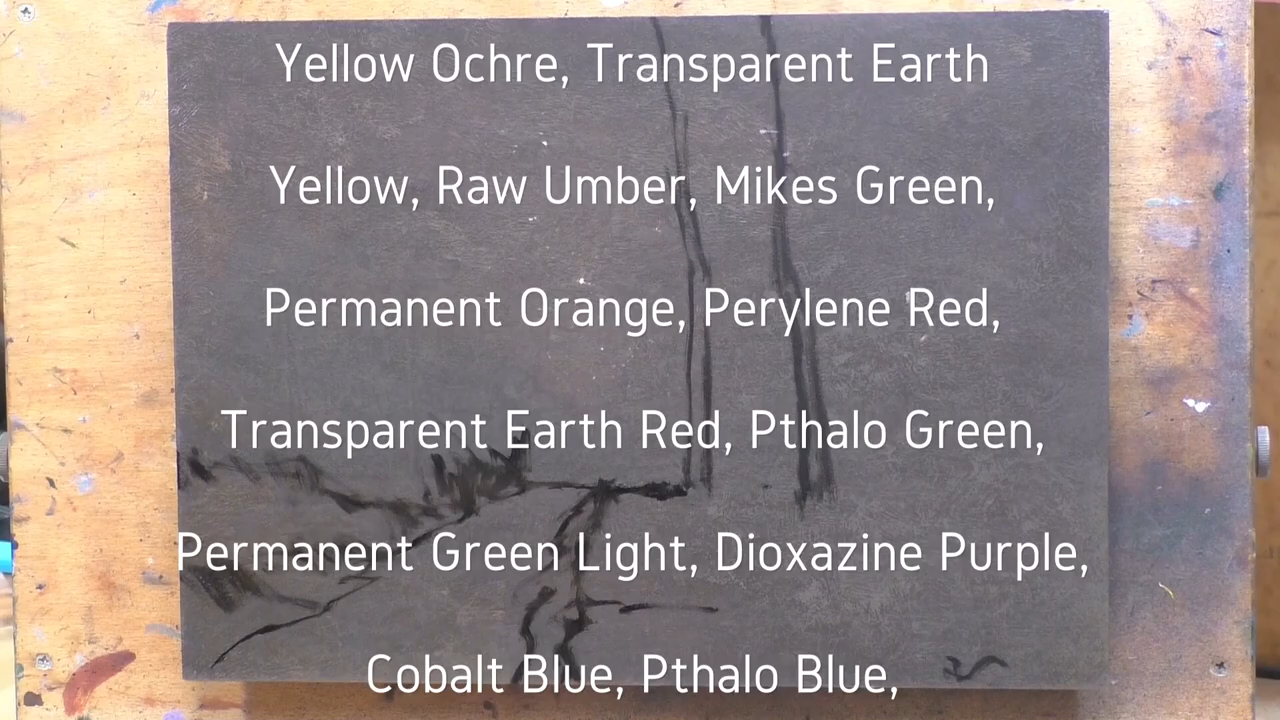 Yellow Ochre, Transparent Earth
Yellow, Raw Umber, Mikes Green,
Permanent Orange, Perylene Red,
Transparent Earth Red, Pthalo Green,
Permanent Green Light, Dioxazine Purple,
Cobalt Blue, Pthalo Blue,